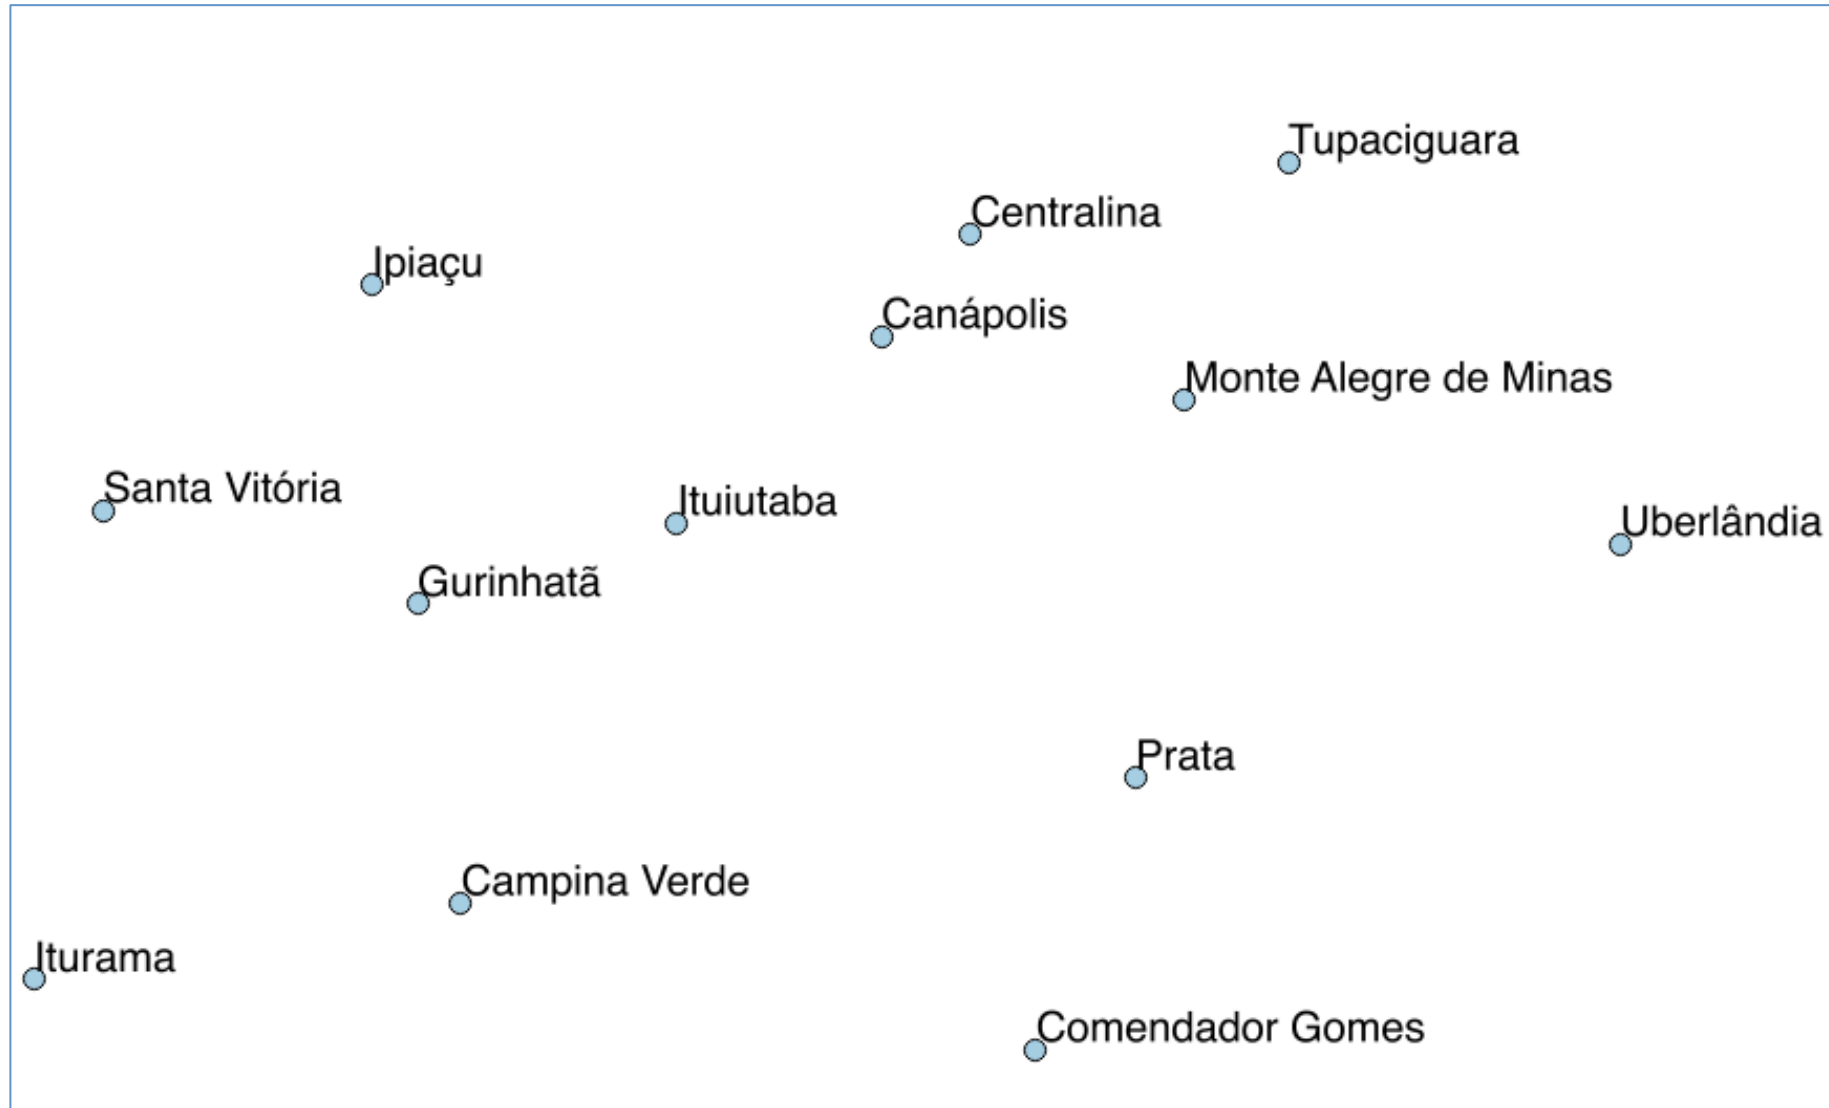 Tupaciguara
Centralina
Ipiaçu
Canápolis
Monte Alegre de Minas
Santa Vitória
Ituiutaba
Uberlândia
Gurinhatã
Prata
Campina Verde
Iturama
Comendador Gomes